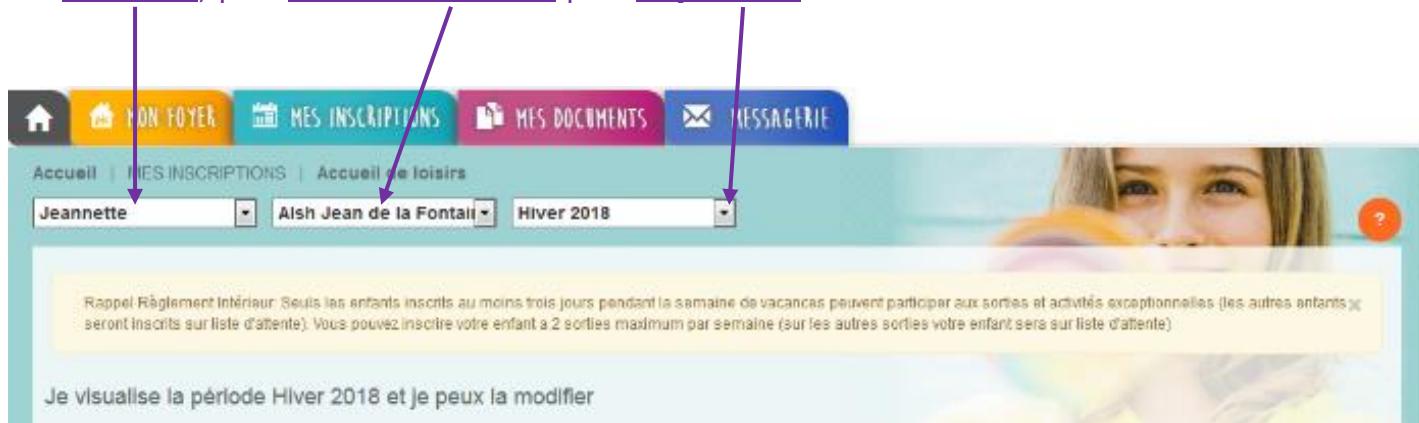 MON FOYER MES INSCRIPTIONS MES DOCUMENTS MESSAGERIE
Accueil | MES INSCRIPTIONS | Accueil de loisirs
Jeannette Alsh Jean de la Fontain Hiver 2018
?
Rappel Règlement Intérieur: Seuls les enfants inscrits au moins trois jours pendant la semaine de vacances peuvent participer aux sorties et activités exceptionnelles (les autres enfants x
seront inscrits sur liste d'attente). Vous pouvez inscrire votre enfant a 2 sorties maximum par semaine (sur les autres sorties votre enfant sera sur liste d'attente)
Je visualise la période Hiver 2018 et je peux la modifier